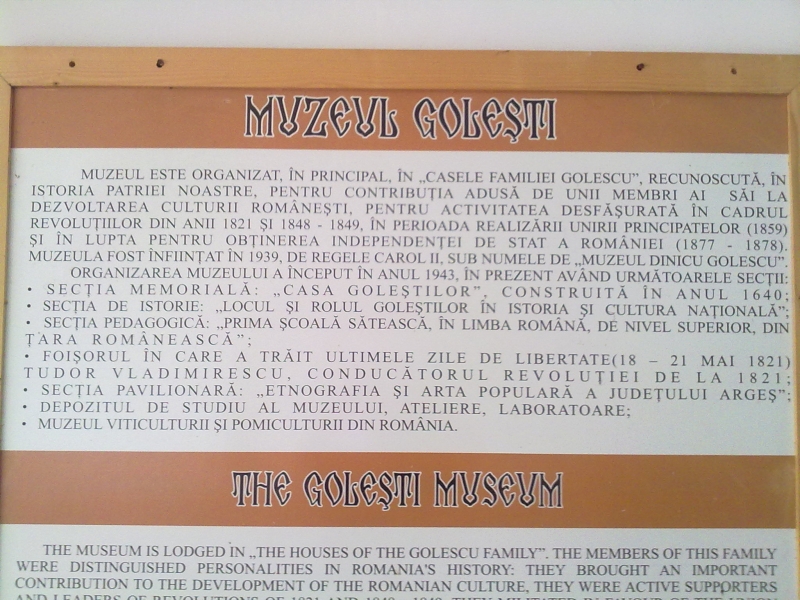 MUZEUL GOLEŞTI
MUZEUL ESTE ORGANIZAT, ÎN PRINCIPAL, ÎN „CASELE FAMILIEI GOLESCU”, RECUNOSCUTĂ, ÎN
ISTORIA PATRIEI NOASTRE, PENTRU CONTRIBUŢIA ADUSĂ DE UNII MEMBRI AI SĂI LA
DEZVOLTAREA CULTURII ROMÂNEŞTI, PENTRU ACTIVITATEA DESFĂŞURATĂ ÎN CADRUL
REVOLUŢIILOR DIN ANII 1821 ŞI 1848 - 1849, ÎN PERIOADA REALIZĂRII UNIRII PRINCIPATELOR (1859)
ŞI ÎN LUPTA PENTRU OBŢINEREA INDEPENDENŢEI DE STAT A ROMÂNIEI (1877 - 1878).
MUZEULA FOST ÎNFIINŢAT ÎN 1939, DE REGELE CAROL II, SUB NUMELE DE „MUZEUL DINICU GOLESCU”.
ORGANIZAREA MUZEULUI A ÎNCEPUT ÎN ANUL 1943, ÎN PREZENT AVÂND URMĂTOARELE SECŢII:
• SECŢIA MEMORIALĂ: „CASA GOLEŞTILOR”, CONSTRUITĂ ÎN ANUL 1640;
• SECŢIA DE ISTORIE: „LOCUL ŞI ROLUL GOLEŞTILOR ÎN ISTORIA ŞI CULTURA NAŢIONALĂ”;
• SECŢIA PEDAGOGICĂ: „PRIMA ŞCOALĂ SĂTEASCĂ, ÎN LIMBA ROMÂNĂ, DE NIVEL SUPERIOR, DIN
ŢARA ROMÂNEASCĂ”;
• FOIŞORUL ÎN CARE A TRĂIT ULTIMELE ZILE DE LIBERTATE(18 – 21 MAI 1821)
TUDOR VLADIMIRESCU, CONDUCĂTORUL REVOLUŢIEI DE LA 1821;
• SECŢIA PAVILIONARĂ: „ETNOGRAFIA ŞI ARTA POPULARĂ A JUDEŢULUI ARGEŞ”;
• DEPOZITUL DE STUDIU AL MUZEULUI, ATELIERE, LABORATOARE;
• MUZEUL VITICULTURII ŞI POMICULTURII DIN ROMÂNIA.
THE GOLEŞTI MUSEUM
THE MUSEUM IS LODGED IN „THE HOUSES OF THE GOLESCU FAMILY”. THE MEMBERS OF THIS FAMILY
WERE DISTINGUISHED PERSONALITIES IN ROMANIA'S HISTORY: THEY BROUGHT AN IMPORTANT
CONTRIBUTION TO THE DEVELOPMENT OF THE ROMANIAN CULTURE, THEY WERE ACTIVE SUPPORTERS